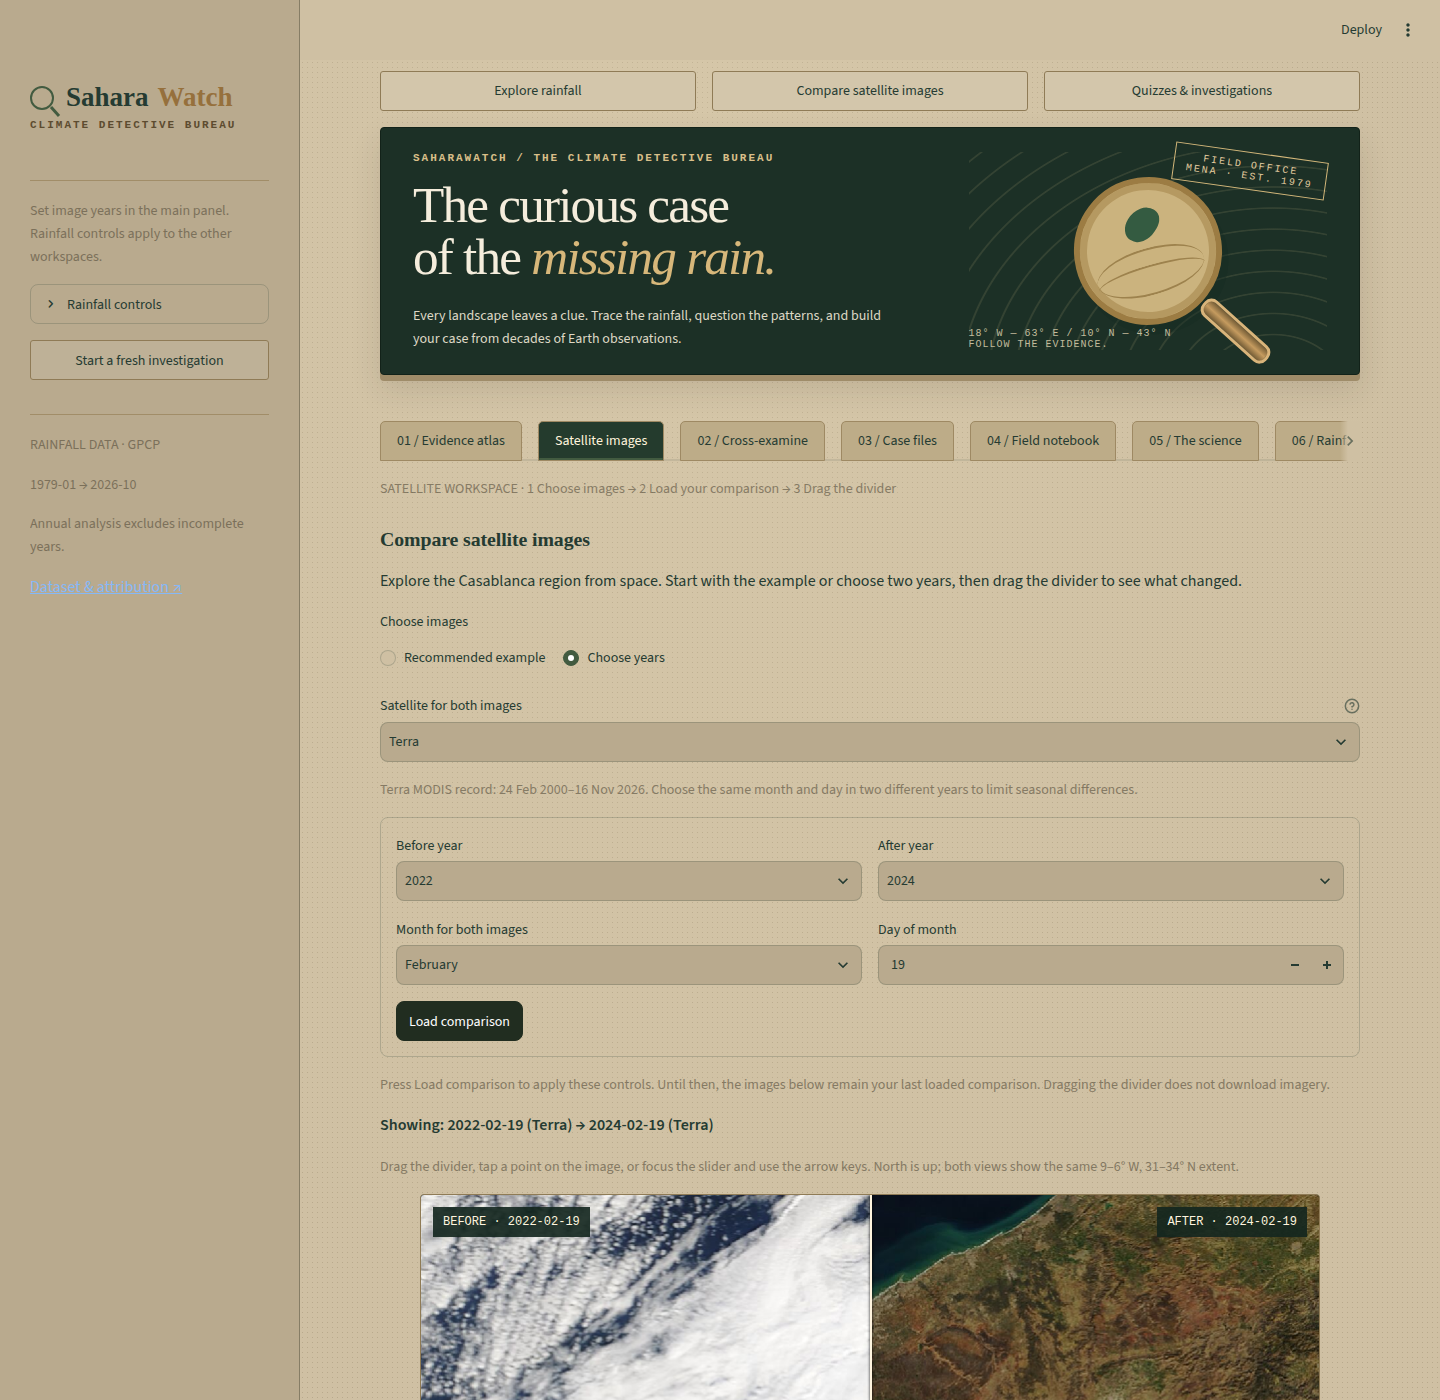 Deploy
Sahara Watch
CLIMATE DETECTIVE BUREAU
Set image years in the main panel.
Rainfall controls apply to the other
workspaces.
Rainfall controls
Start a fresh investigation
RAINFALL DATA · GPCP
1979-01 → 2026-10
Annual analysis excludes incomplete
years.
Dataset & attribution ↗
Explore rainfall
Compare satellite images
Quizzes & investigations
SAHARAWATCH / THE CLIMATE DETECTIVE BUREAU
The curious case
of the missing rain.
Every landscape leaves a clue. Trace the rainfall, question the patterns, and build
your case from decades of Earth observations.
FIELD OFFICE
MENA · EST. 1979
18° W — 63° E / 10° N — 43° N
FOLLOW THE EVIDENCE.
01 / Evidence atlas
Satellite images
02 / Cross-examine
03 / Case files
04 / Field notebook
05 / The science
06 / Rainf
SATELLITE WORKSPACE · 1 Choose images → 2 Load your comparison → 3 Drag the divider
Compare satellite images
Explore the Casablanca region from space. Start with the example or choose two years, then drag the divider to see what changed.
Choose images
Recommended example
Choose years
Satellite for both images
Terra
Terra MODIS record: 24 Feb 2000–16 Nov 2026. Choose the same month and day in two different years to limit seasonal differences.
Before year
After year
2022
2024
Month for both images
Day of month
February
19
Load comparison
Press Load comparison to apply these controls. Until then, the images below remain your last loaded comparison. Dragging the divider does not download imagery.
Showing: 2022-02-19 (Terra) → 2024-02-19 (Terra)
Drag the divider, tap a point on the image, or focus the slider and use the arrow keys. North is up; both views show the same 9–6° W, 31–34° N extent.
BEFORE · 2022-02-19
AFTER · 2024-02-19